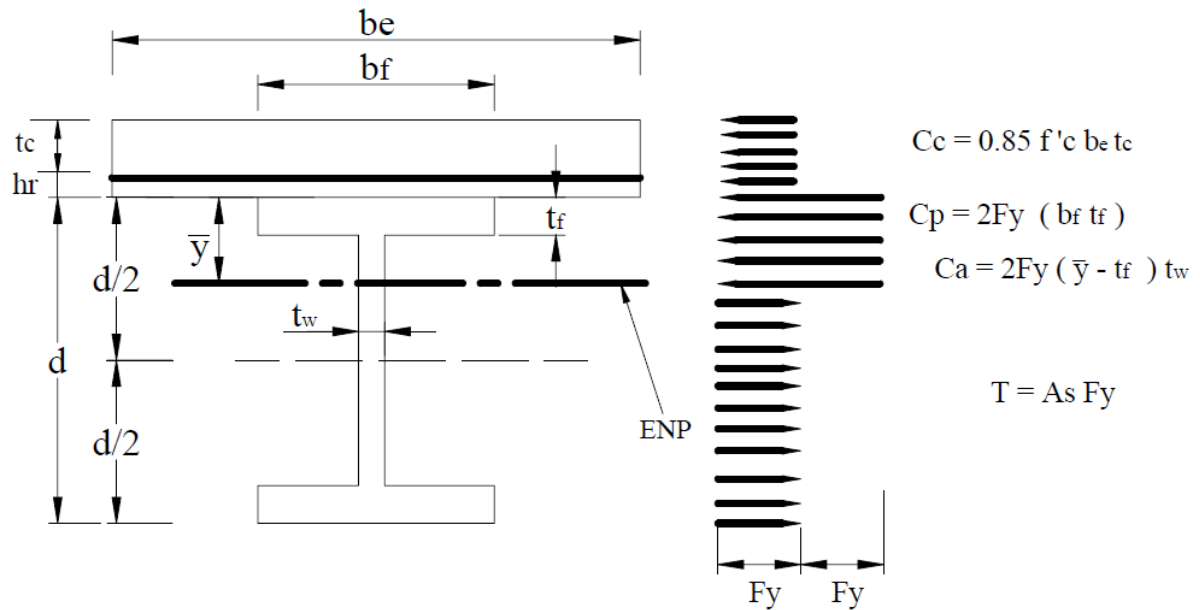 be
bf
tc
hr
tf
y̅
d/2
tw
d
d/2
ENP
Cc = 0.85 f 'c be tc
Cp = 2Fy ( bf tf )
Ca = 2Fy ( y̅ - tf ) tw
T = As Fy
Fy Fy